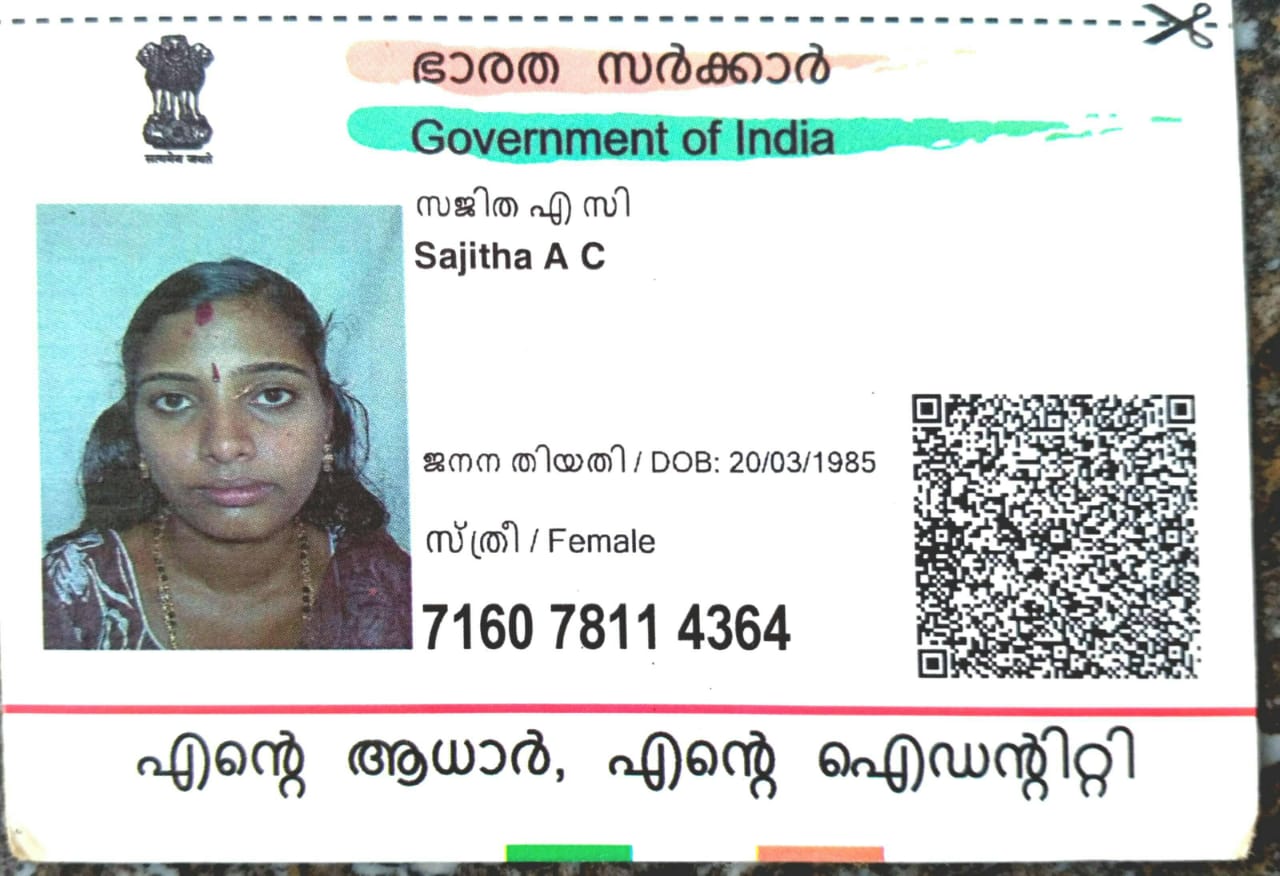 ഭാരത സർക്കാർ
Government of India
सत्यमेव जयते
സജിത എ സി
Sajitha A C
ജനന തിയതി / DOB: 20/03/1985
സ്ത്രീ / Female
7160 7811 4364
എന്റെ ആധാർ, എന്റെ ഐഡന്റിറ്റി